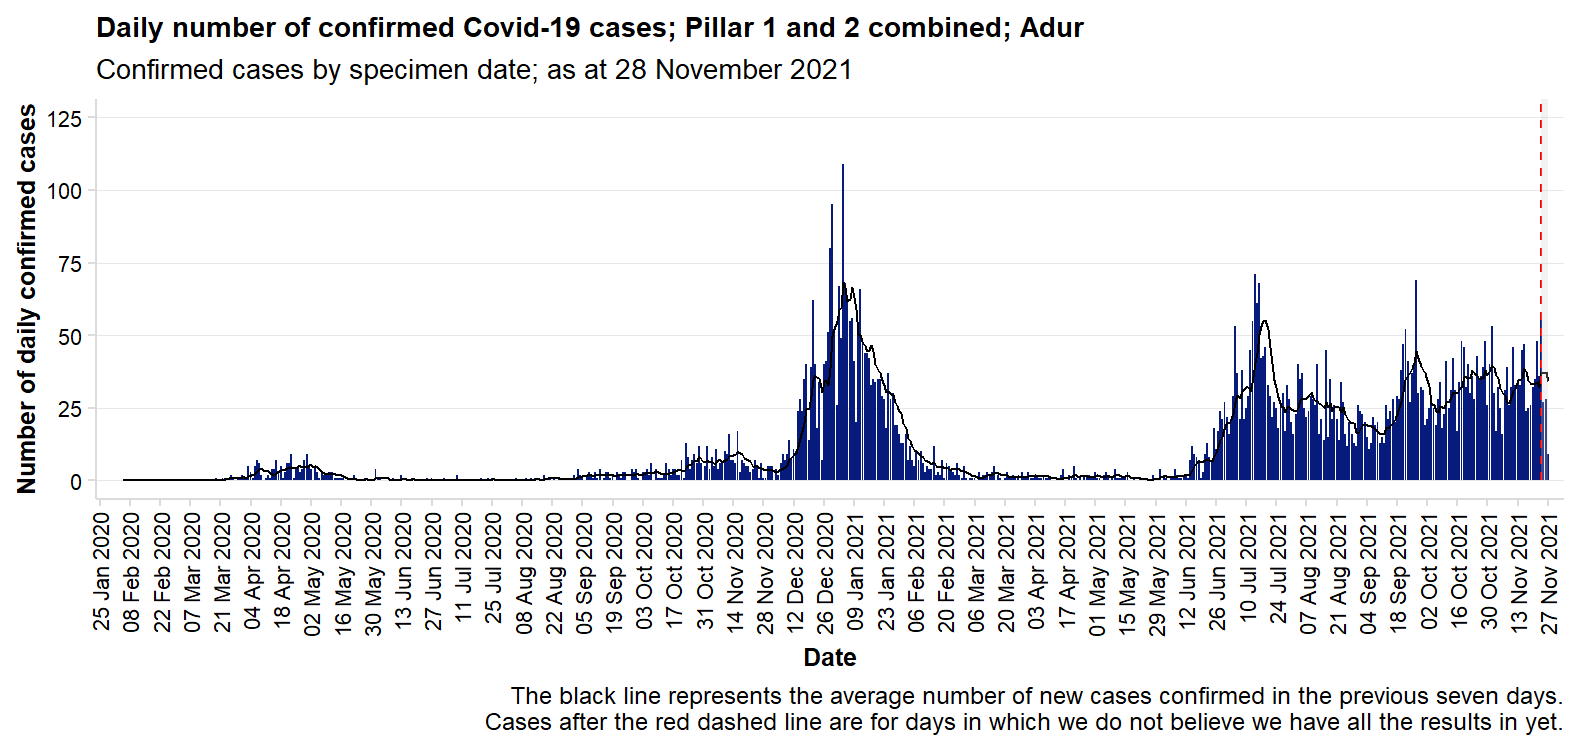 Daily number of confirmed Covid-19 cases; Pillar 1 and 2 combined; Adur
Confirmed cases by specimen date; as at 28 November 2021
Number of daily confirmed cases
125
100
75
50
25
0
25 Jan 2020
08 Feb 2020
22 Feb 2020
07 Mar 2020
21 Mar 2020
04 Apr 2020
18 Apr 2020
02 May 2020
16 May 2020
30 May 2020
13 Jun 2020
27 Jun 2020
11 Jul 2020
25 Jul 2020
08 Aug 2020
22 Aug 2020
05 Sep 2020
19 Sep 2020
03 Oct 2020
17 Oct 2020
31 Oct 2020
14 Nov 2020
28 Nov 2020
12 Dec 2020
26 Dec 2020
09 Jan 2021
23 Jan 2021
06 Feb 2021
20 Feb 2021
06 Mar 2021
20 Mar 2021
03 Apr 2021
17 Apr 2021
01 May 2021
15 May 2021
29 May 2021
12 Jun 2021
26 Jun 2021
10 Jul 2021
24 Jul 2021
07 Aug 2021
21 Aug 2021
04 Sep 2021
18 Sep 2021
02 Oct 2021
16 Oct 2021
30 Oct 2021
13 Nov 2021
27 Nov 2021
Date
The black line represents the average number of new cases confirmed in the previous seven days.
Cases after the red dashed line are for days in which we do not believe we have all the results in yet.